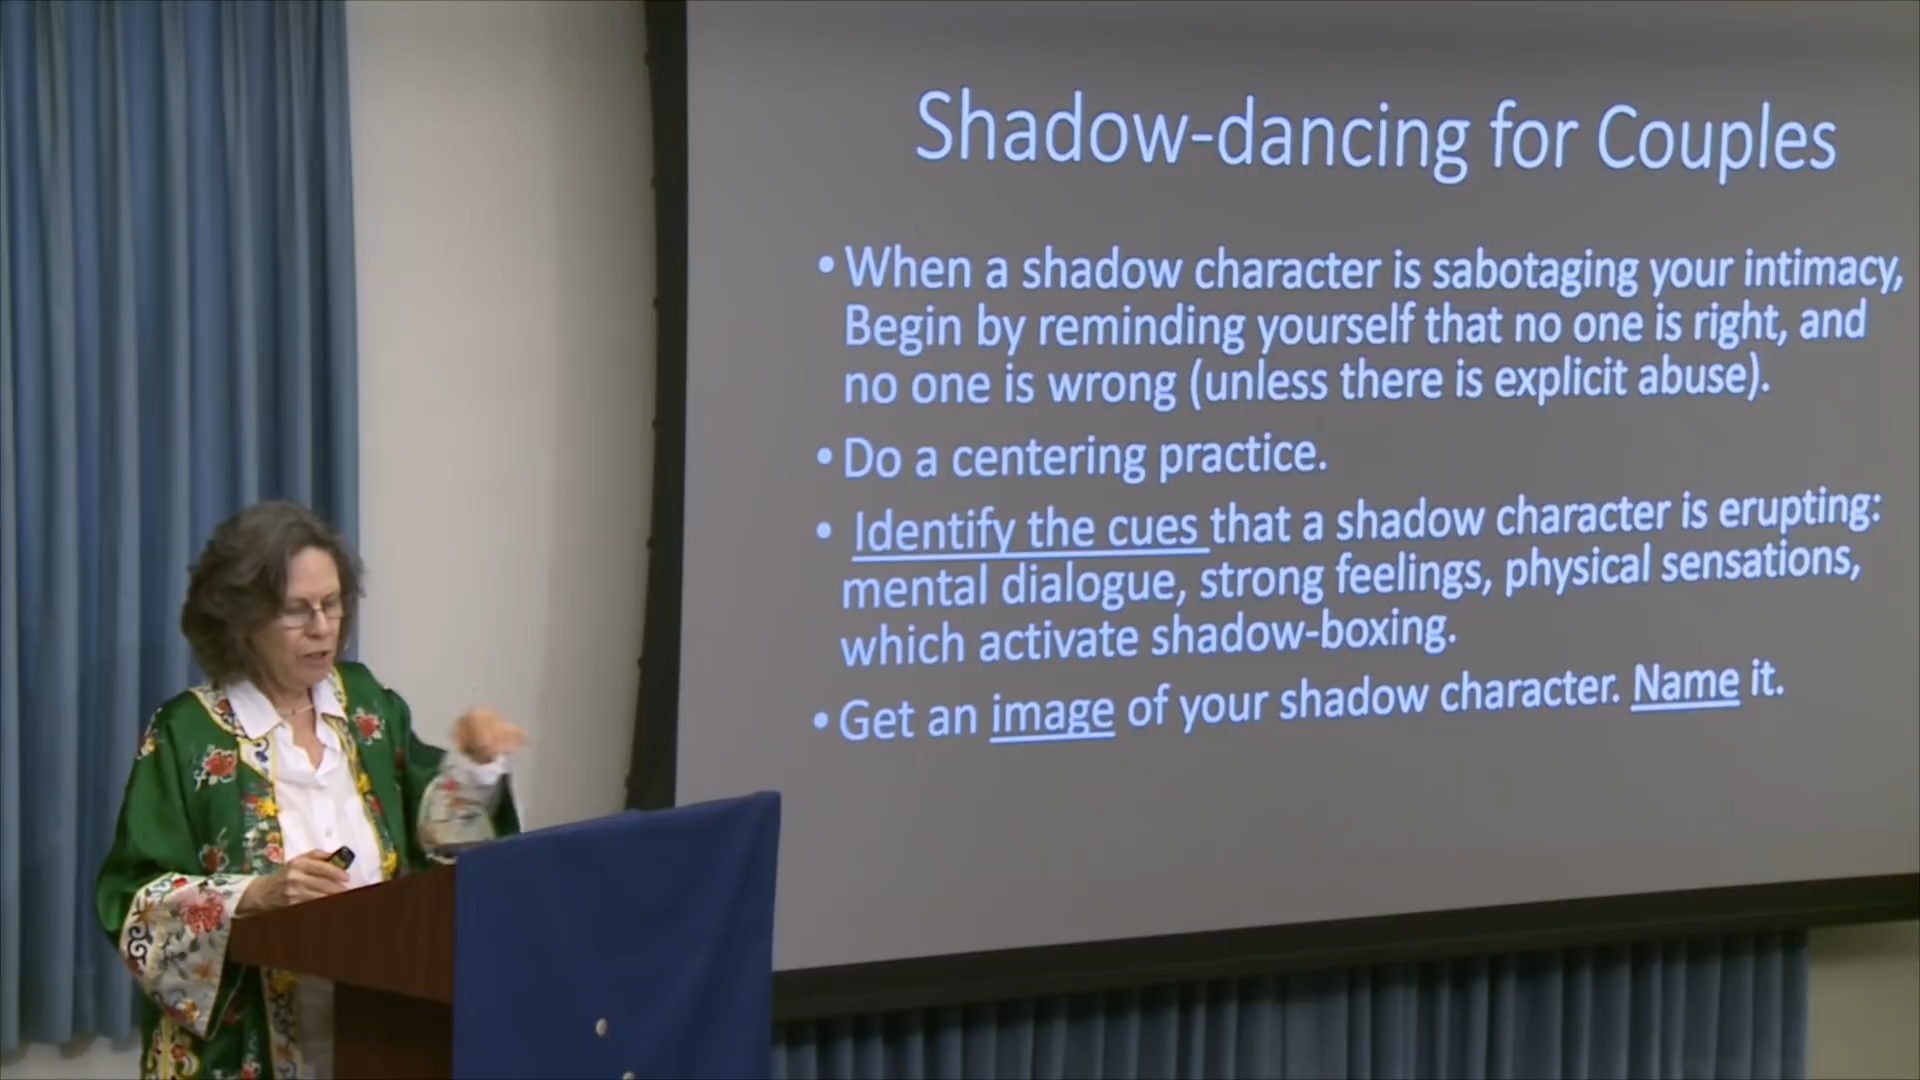 Shadow-dancing for Couples
• When a shadow character is sabotaging your intimacy,
Begin by reminding yourself that no one is right, and
no one is wrong (unless there is explicit abuse).
• Do a centering practice.
• Identify the cues that a shadow character is erupting:
mental dialogue, strong feelings, physical sensations,
which activate shadow-boxing.
• Get an image of your shadow character. Name it.